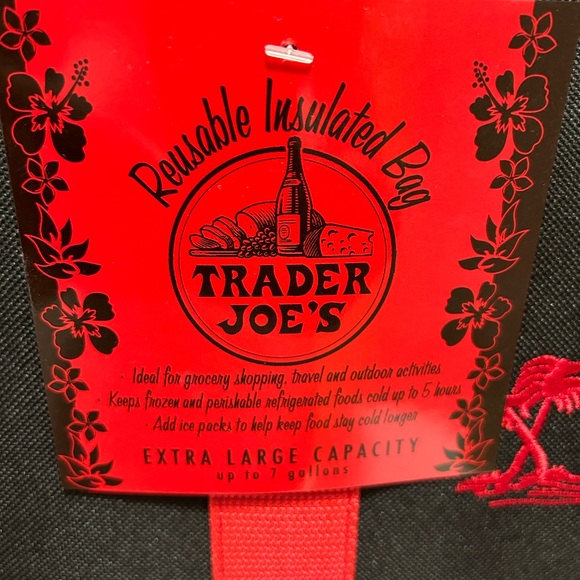 Reusable Insulated Bag
TRADER
JOE'S
· Ideal for grocery shopping, travel and outdoor activities
· Keeps frozen and perishable refrigerated foods cold up to 5 hours
· Add ice packs to help keep food stay cold longer
EXTRA LARGE CAPACITY
up to 7 gallons